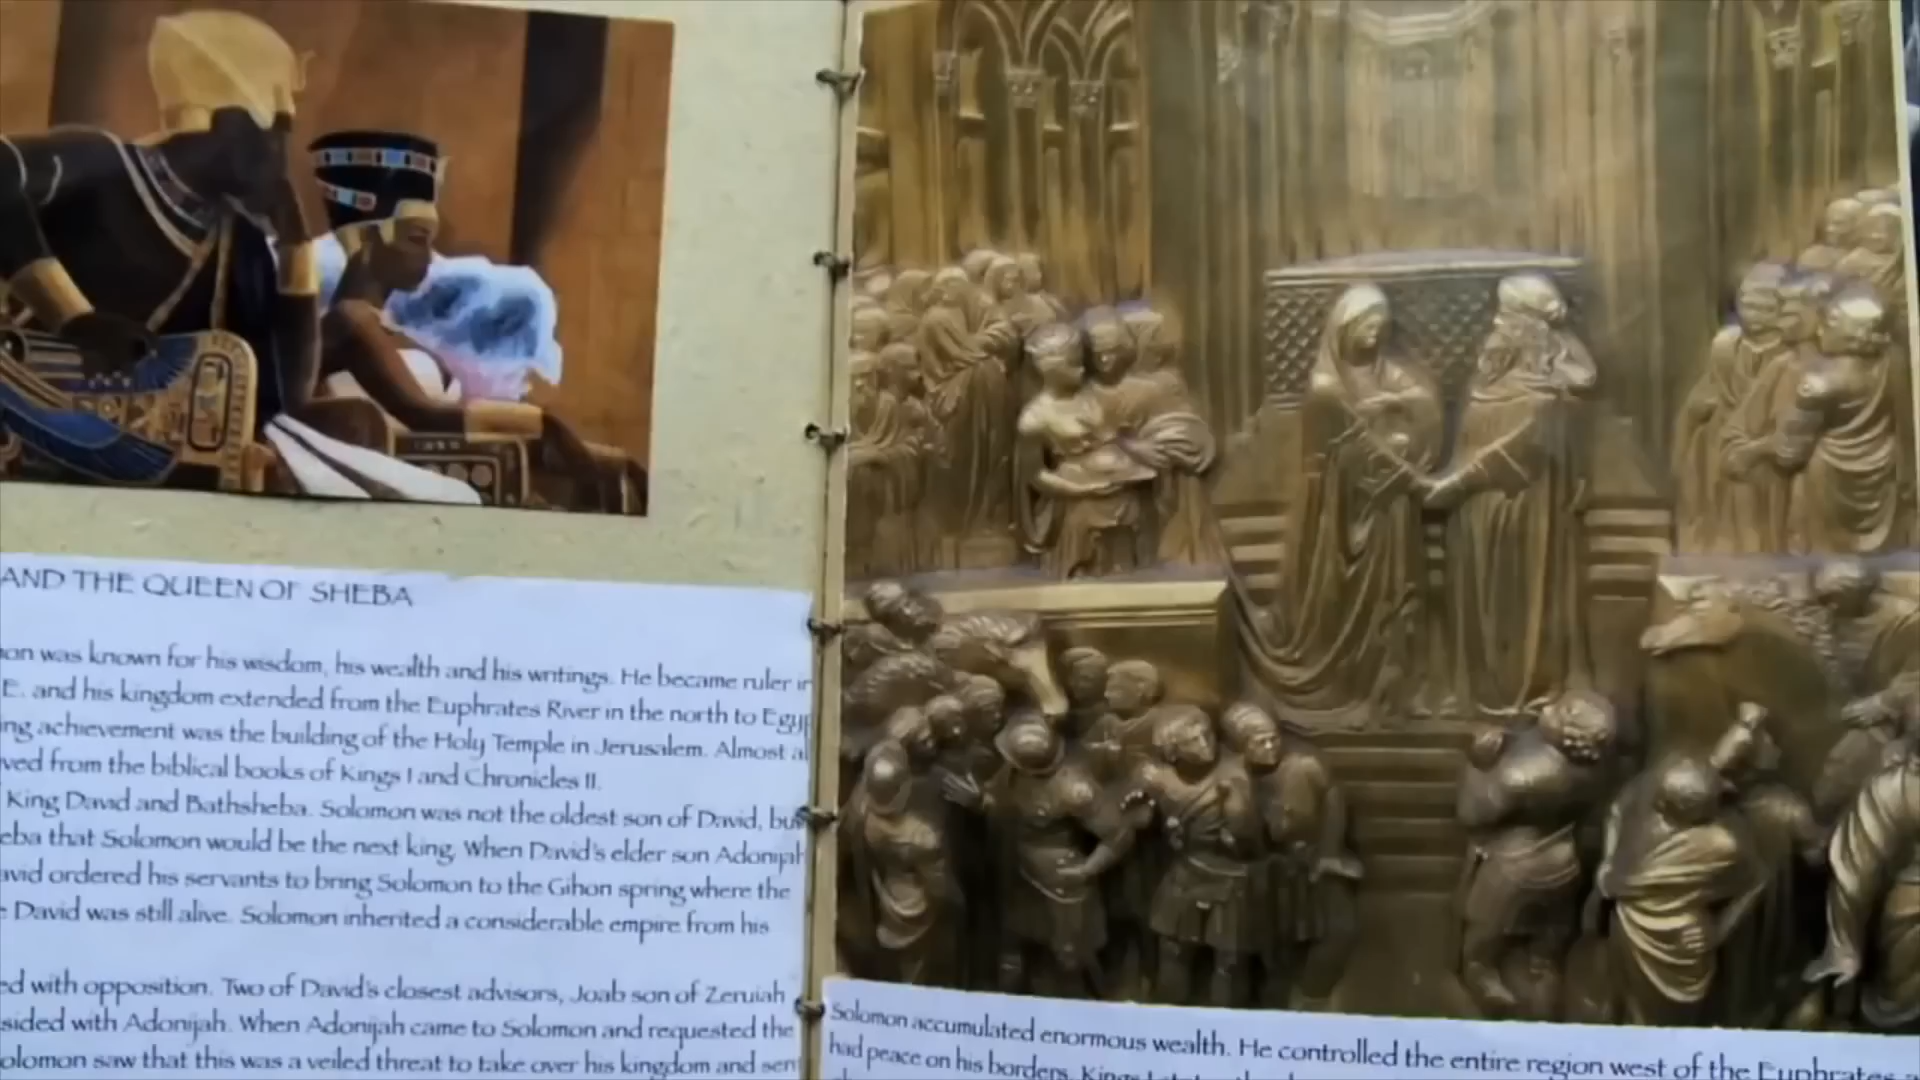 AND THE QUEEN OF SHEBA
on was known for his wisdom, his wealth and his writings. He became ruler in
E. and his kingdom extended from the Euphrates River in the north to Egyp
ng achievement was the building of the Holy Temple in Jerusalem. Almost al
ved from the biblical books of Kings I and Chronicles II.
King David and Bathsheba. Solomon was not the oldest son of David, but
eba that Solomon would be the next king. When David's elder son Adonijah
avid ordered his servants to bring Solomon to the Gihon spring where the
e David was still alive. Solomon inherited a considerable empire from his
ed with opposition. Two of David's closest advisors, Joab son of Zeruiah
sided with Adonijah. When Adonijah came to Solomon and requested the
olomon saw that this was a veiled threat to take over his kingdom and sent
Solomon accumulated enormous wealth. He controlled the entire region west of the Euphrates
had peace on his borders. Kings I